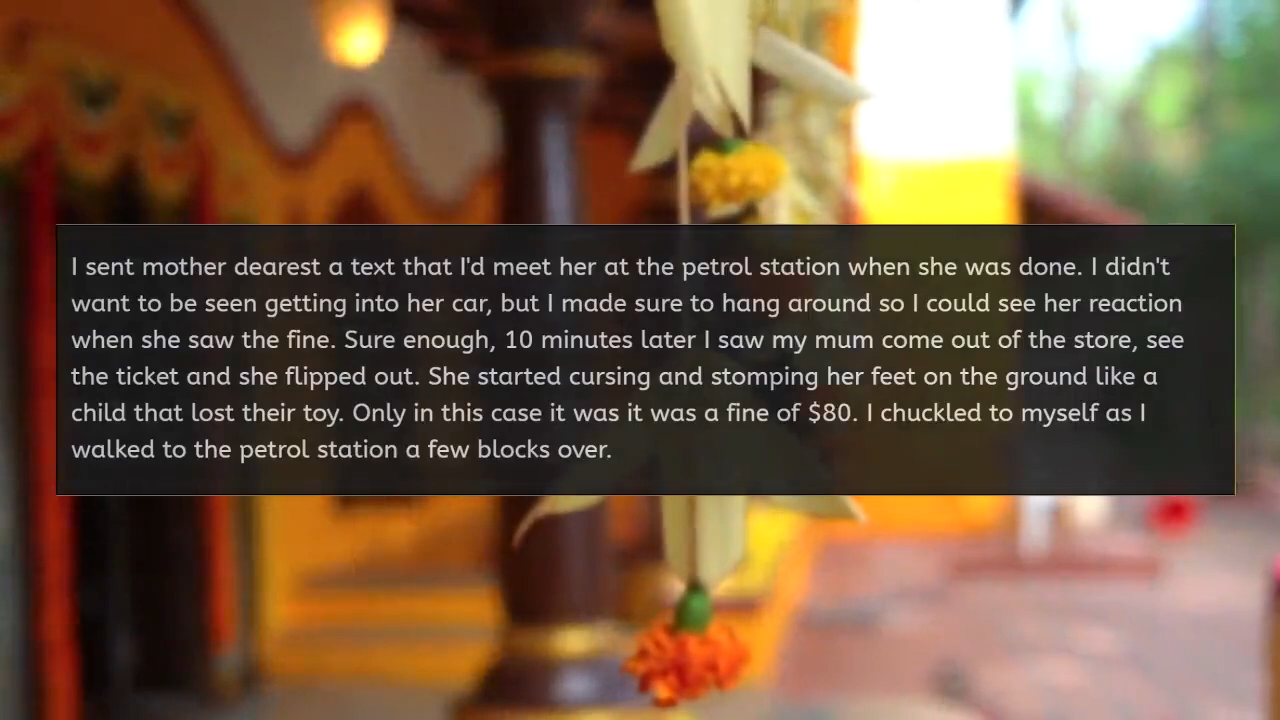 I sent mother dearest a text that I'd meet her at the petrol station when she was done. I didn't
want to be seen getting into her car, but I made sure to hang around so I could see her reaction
when she saw the fine. Sure enough, 10 minutes later I saw my mum come out of the store, see
the ticket and she flipped out. She started cursing and stomping her feet on the ground like a
child that lost their toy. Only in this case it was it was a fine of $80. I chuckled to myself as I
walked to the petrol station a few blocks over.